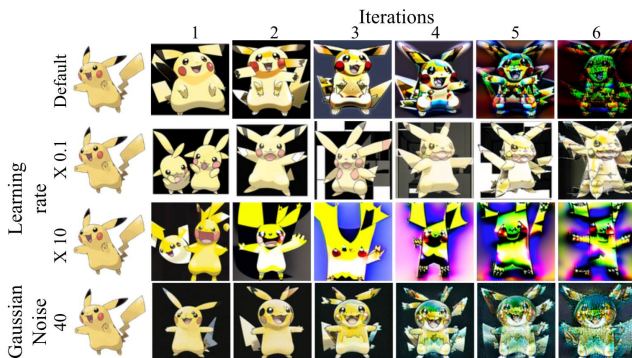 Iterations
1 2 3 4 5 6
Default
Learning
rate
X 0.1
X 10
Gaussian
Noise
40